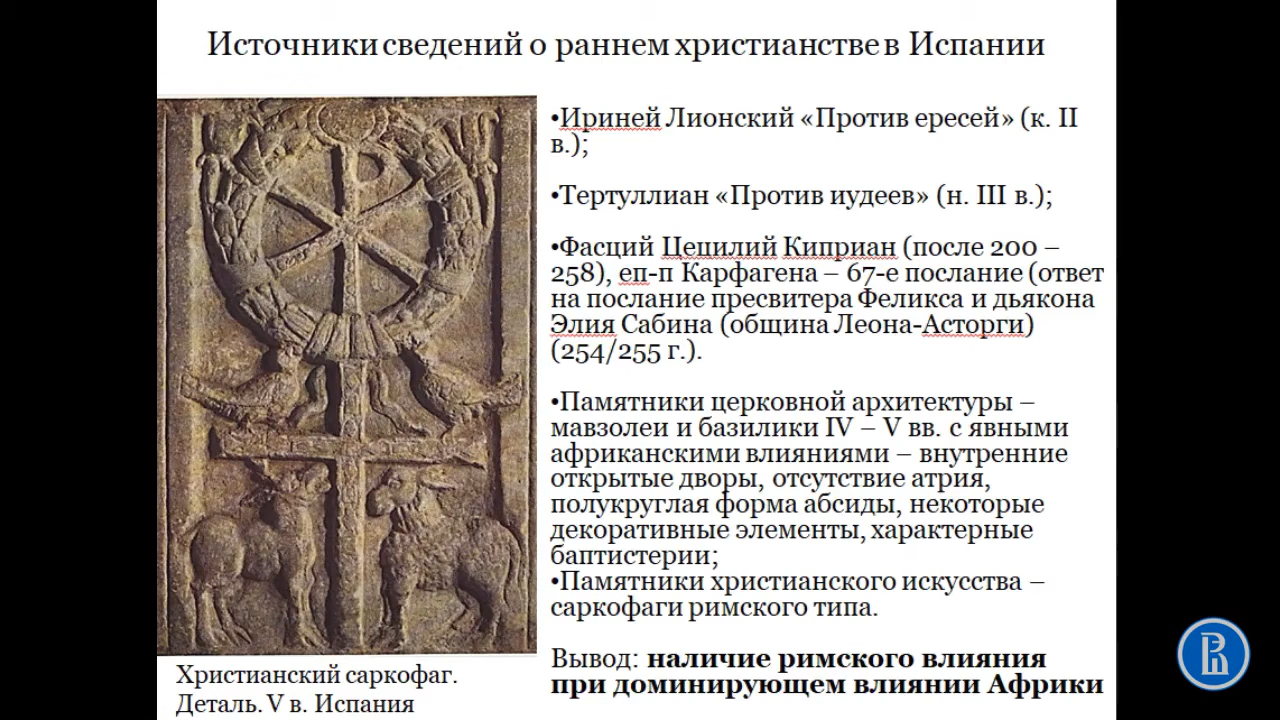 Источники сведений о раннем христианстве в Испании
•Ириней Лионский «Против ересей» (к. II
в.);
•Тертуллиан «Против иудеев» (н. III в.);
•Фасций Цецилий Киприан (после 200 –
258), еп-п Карфагена – 67-е послание (ответ
на послание пресвитера Феликса и дьякона
Элия Сабина (община Леона-Асторги)
(254/255 г.).
•Памятники церковной архитектуры –
мавзолеи и базилики IV – V вв. с явными
африканскими влияниями – внутренние
открытые дворы, отсутствие атрия,
полукруглая форма абсиды, некоторые
декоративные элементы, характерные
баптистерии;
•Памятники христианского искусства –
саркофаги римского типа.
Вывод: наличие римского влияния
при доминирующем влиянии Африки
Христианский саркофаг.
Деталь. V в. Испания